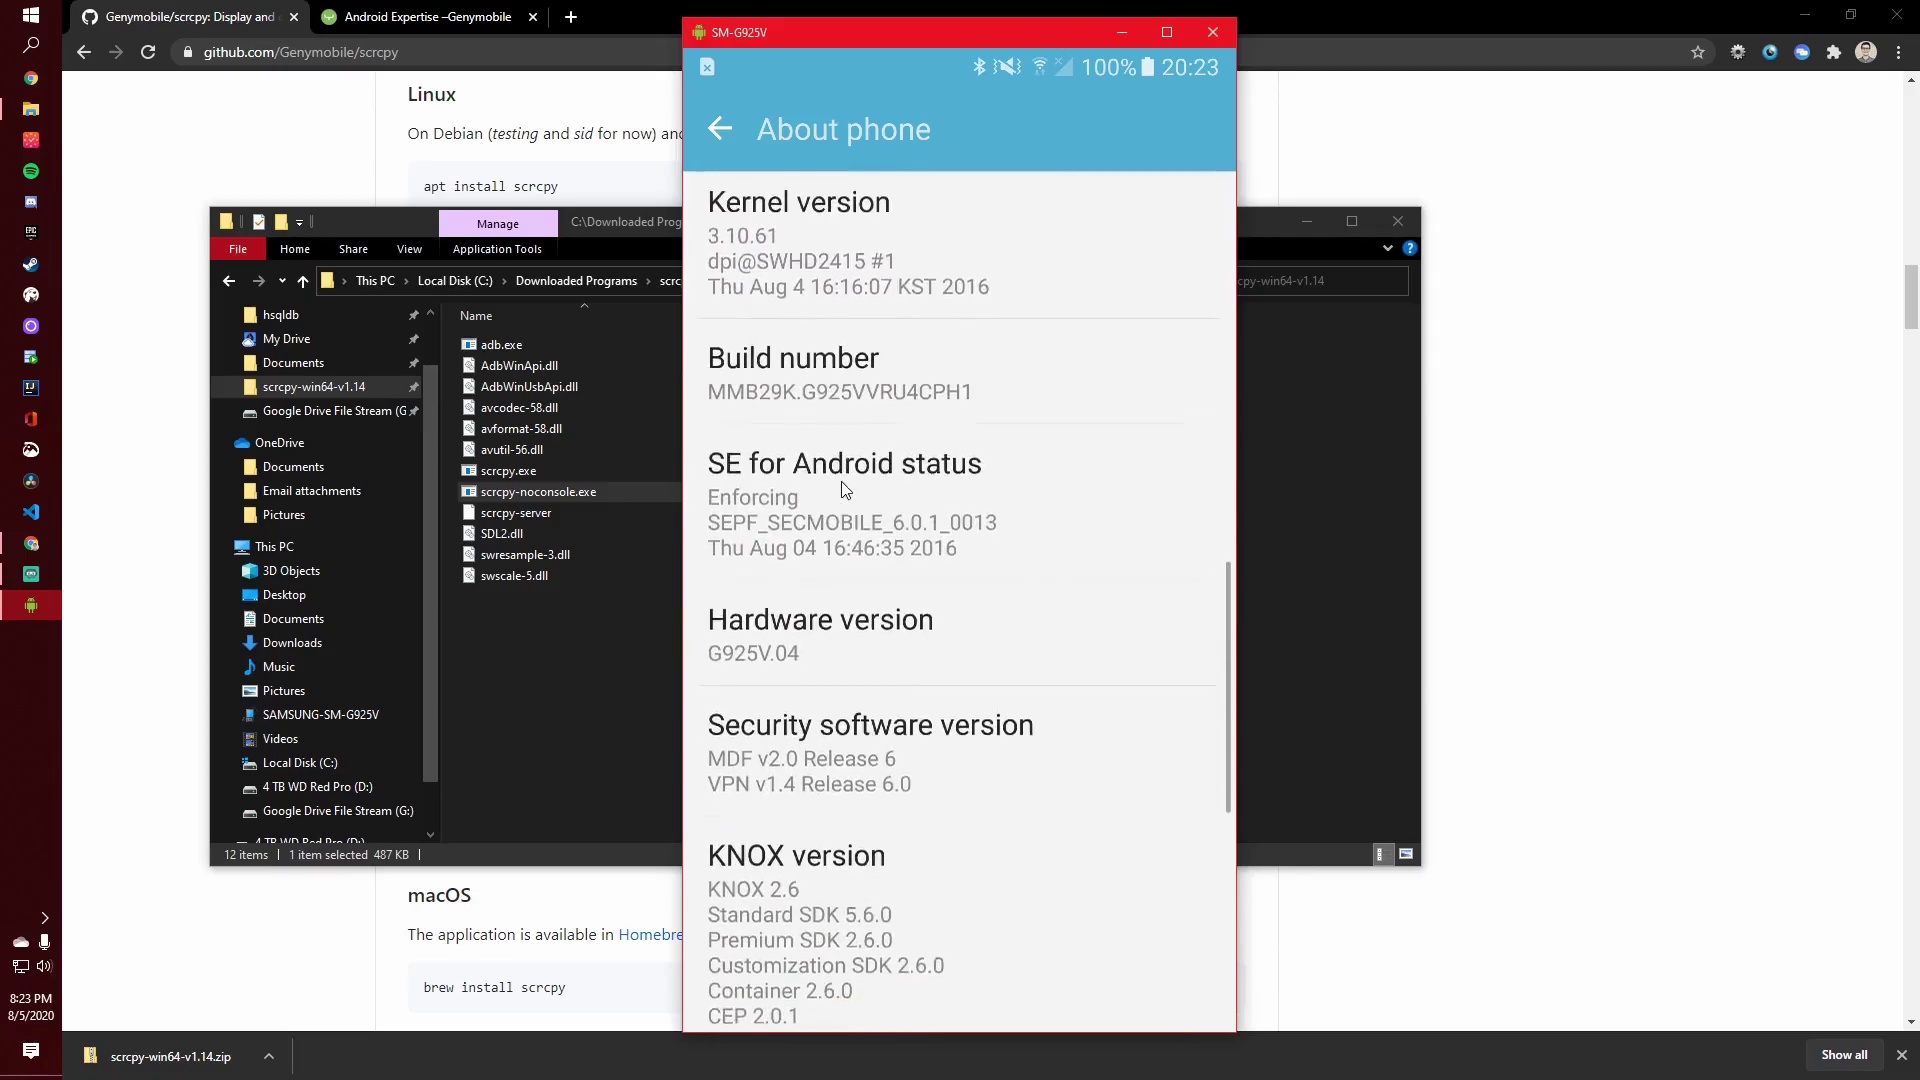 Genymobile/scrcpy: Display and
Android Expertise –Genymobile
github.com/Genymobile/scrcpy
Linux
On Debian (testing and sid for now) and
apt install scrcpy
Manage
C:\Downloaded Prog
File
Home
Share
View
Application Tools
This PC
Local Disk (C:)
Downloaded Programs
scrc
cpy-win64-v1.14
hsqldb
My Drive
Documents
scrcpy-win64-v1.14
Google Drive File Stream (G
OneDrive
Documents
Email attachments
Pictures
This PC
3D Objects
Desktop
Documents
Downloads
Music
Pictures
SAMSUNG-SM-G925V
Videos
Local Disk (C:)
4 TB WD Red Pro (D:)
Google Drive File Stream (G:)
4 TB WD Red Pro (D:)
Name
adb.exe
AdbWinApi.dll
AdbWinUsbApi.dll
avcodec-58.dll
avformat-58.dll
avutil-56.dll
scrcpy.exe
scrcpy-noconsole.exe
scrcpy-server
SDL2.dll
swresample-3.dll
swscale-5.dll
12 items
1 item selected 487 KB
SM-G925V
100% 20:23
About phone
Kernel version
3.10.61
dpi@SWHD2415 #1
Thu Aug 4 16:16:07 KST 2016
Build number
MMB29K.G925VVRU4CPH1
SE for Android status
Enforcing
SEPF_SECMOBILE_6.0.1_0013
Thu Aug 04 16:46:35 2016
Hardware version
G925V.04
Security software version
MDF v2.0 Release 6
VPN v1.4 Release 6.0
KNOX version
KNOX 2.6
Standard SDK 5.6.0
Premium SDK 2.6.0
Customization SDK 2.6.0
Container 2.6.0
CEP 2.0.1
macOS
The application is available in Homebre
brew install scrcpy
EPIC
IJ
8:23 PM
8/5/2020
scrcpy-win64-v1.14.zip
Show all